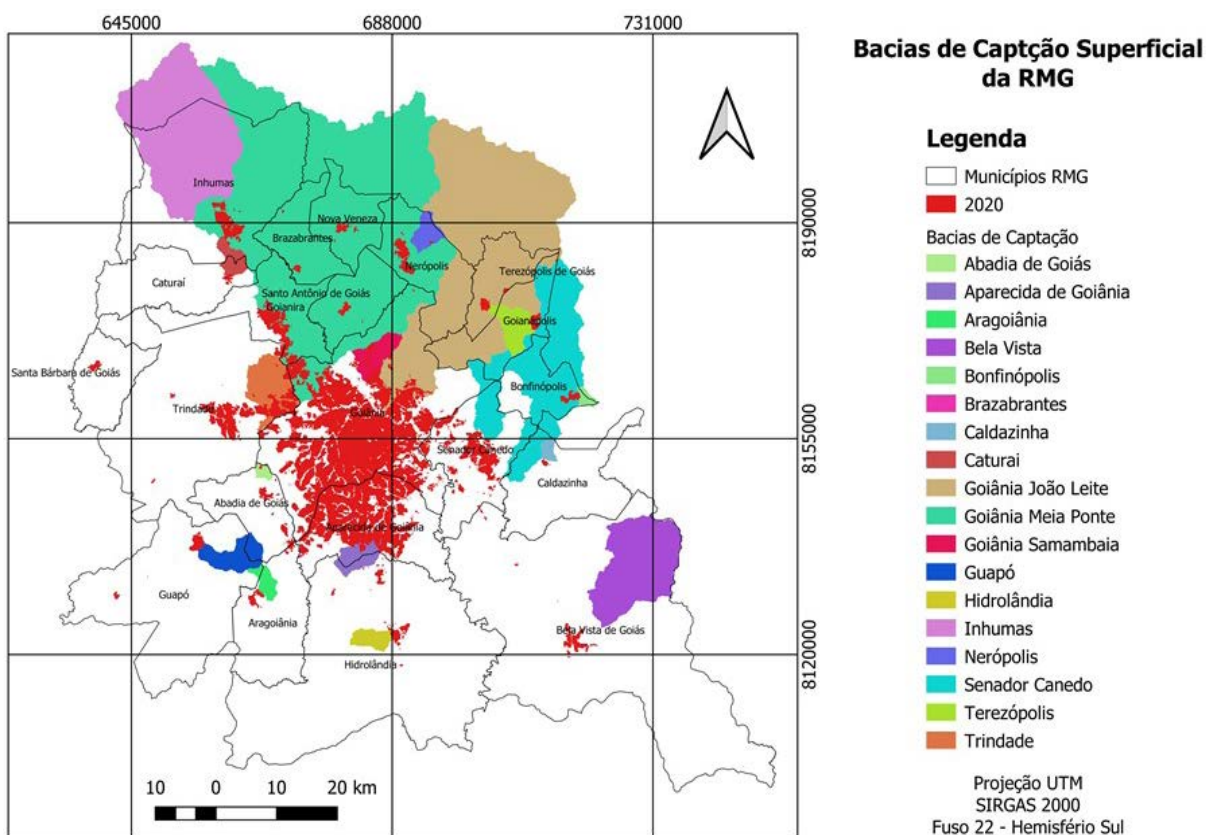 645000
688000
731000
Bacias de Captção Superficial
da RMG
Legenda
Municípios RMG
2020
Bacias de Captação
Abadia de Goiás
Aparecida de Goiânia
Aragoiânia
Bela Vista
Bonfinópolis
Brazabrantes
Caldazinha
Caturai
Goiânia João Leite
Goiânia Meia Ponte
Goiânia Samambaia
Guapó
Hidrolândia
Inhumas
Nerópolis
Senador Canedo
Terezópolis
Trindade
Projeção UTM
SIRGAS 2000
Fuso 22 - Hemisfério Sul
8190000
8155000
8120000
Inhumas
Nova Veneza
Brazabrantes
Nerópolis
Terezópolis de Goiás
Caturaí
Santo Antônio de Goiás
Goianira
Goianápolis
Santa Bárbara de Goiás
Bonfinópolis
Trindade
Goiânia
Senador Canedo
Caldazinha
Abadia de Goiás
Aparecida de Goiânia
Guapó
Aragoiânia
Bela Vista de Goiás
Hidrolândia
10 0 10 20 km